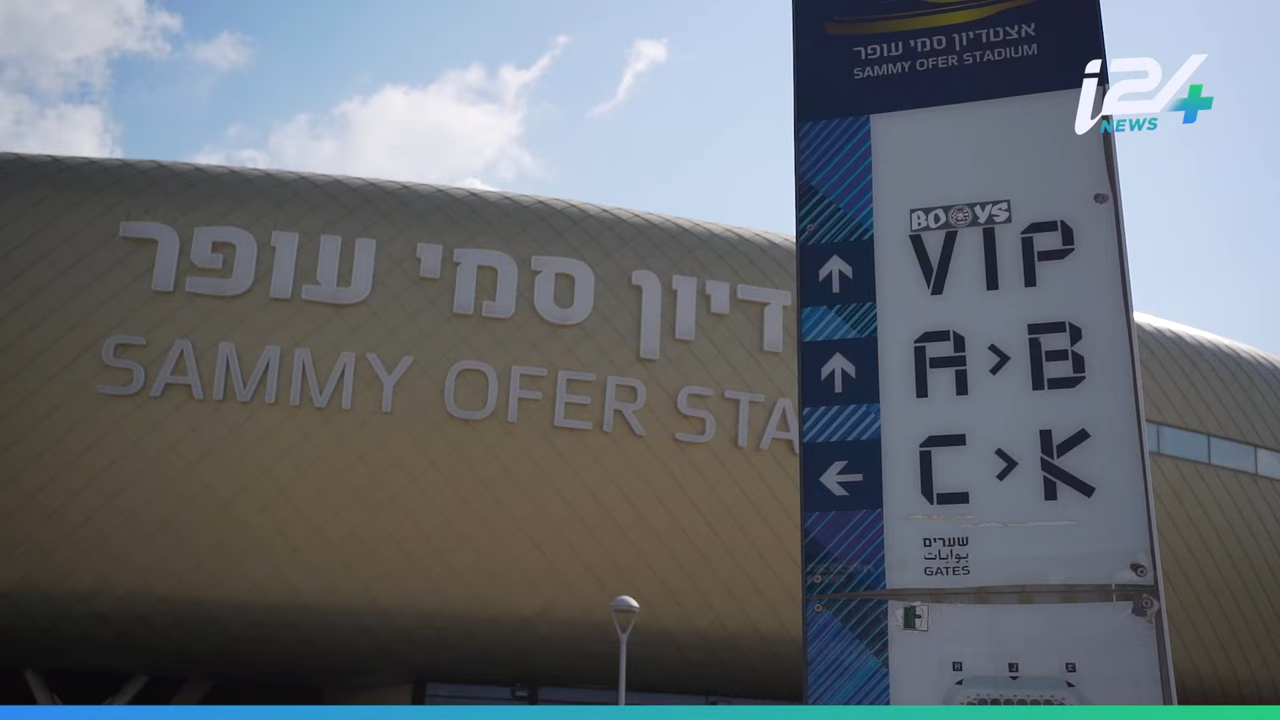 אצטדיון סמי עופר
SAMMY OFER STADIUM
i24
NEWS
דיון סמי עופר
SAMMY OFER STA
BOOYS
VIP
A > B
C > K
שערים
بوابات
GATES
H J K